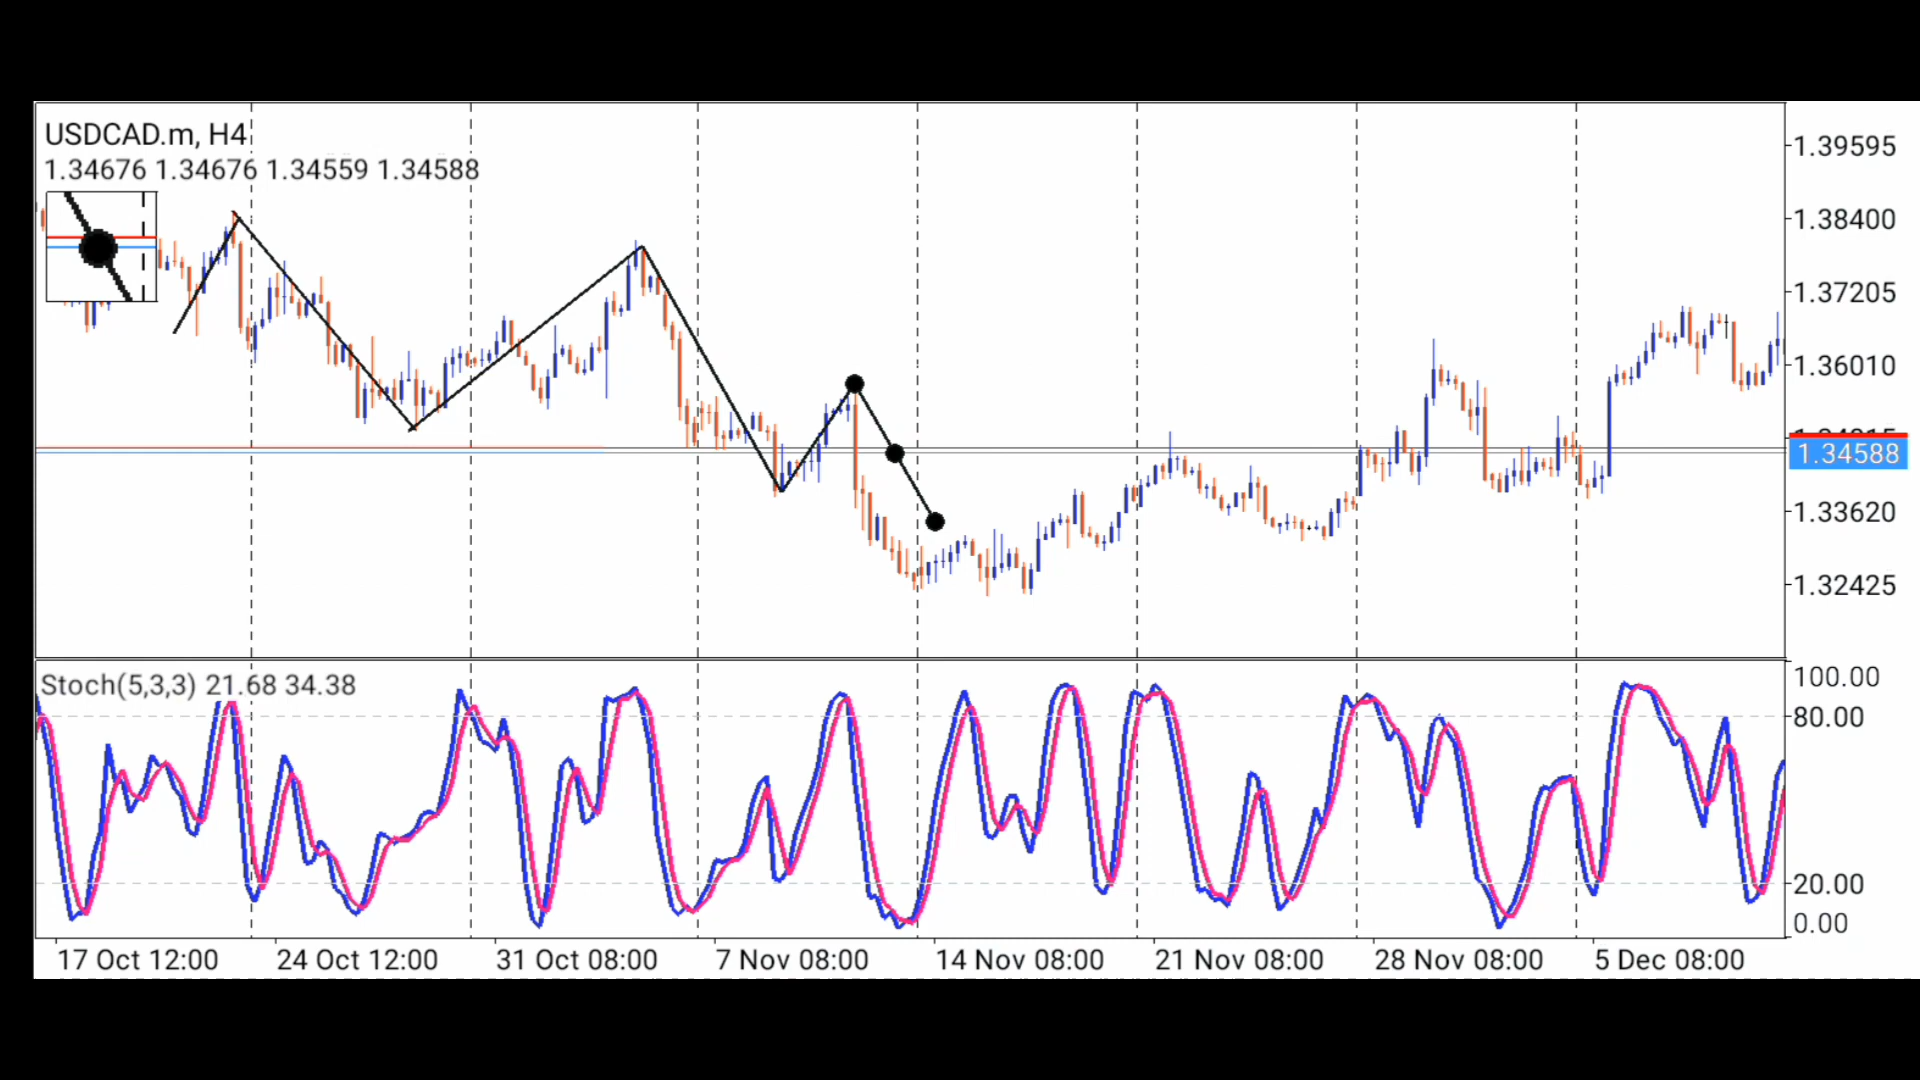 USDCAD.m, H4
1.34676 1.34676 1.34559 1.34588
1.39595
1.38400
1.37205
1.36010
1.34588
1.33620
1.32425
Stoch(5,3,3) 21.68 34.38
100.00
80.00
20.00
0.00
17 Oct 12:00 24 Oct 12:00 31 Oct 08:00 7 Nov 08:00 14 Nov 08:00 21 Nov 08:00 28 Nov 08:00 5 Dec 08:00